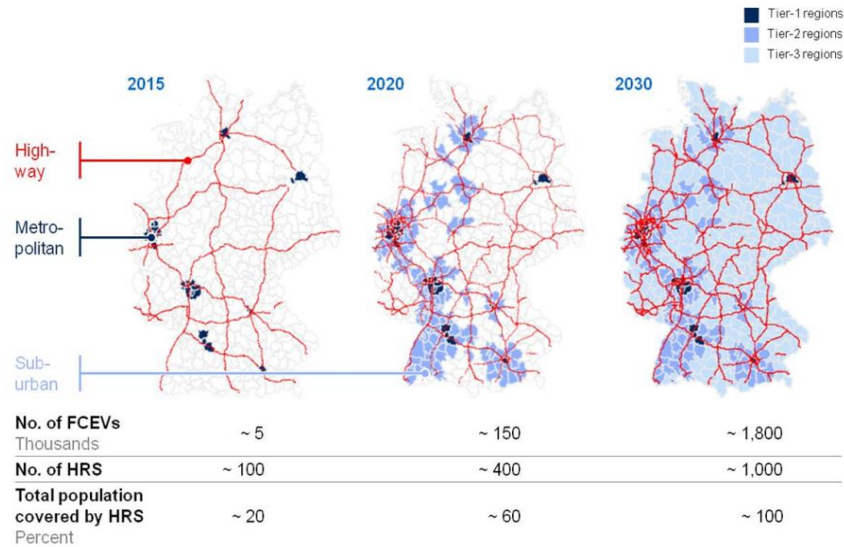 Tier-1 regions
Tier-2 regions
Tier-3 regions
2015
2020
2030
High-
way
Metro-
politan
Sub-
urban
No. of FCEVs
Thousands
~ 5
~ 150
~ 1,800
No. of HRS
~ 100
~ 400
~ 1,000
Total population
covered by HRS
Percent
~ 20
~ 60
~ 100